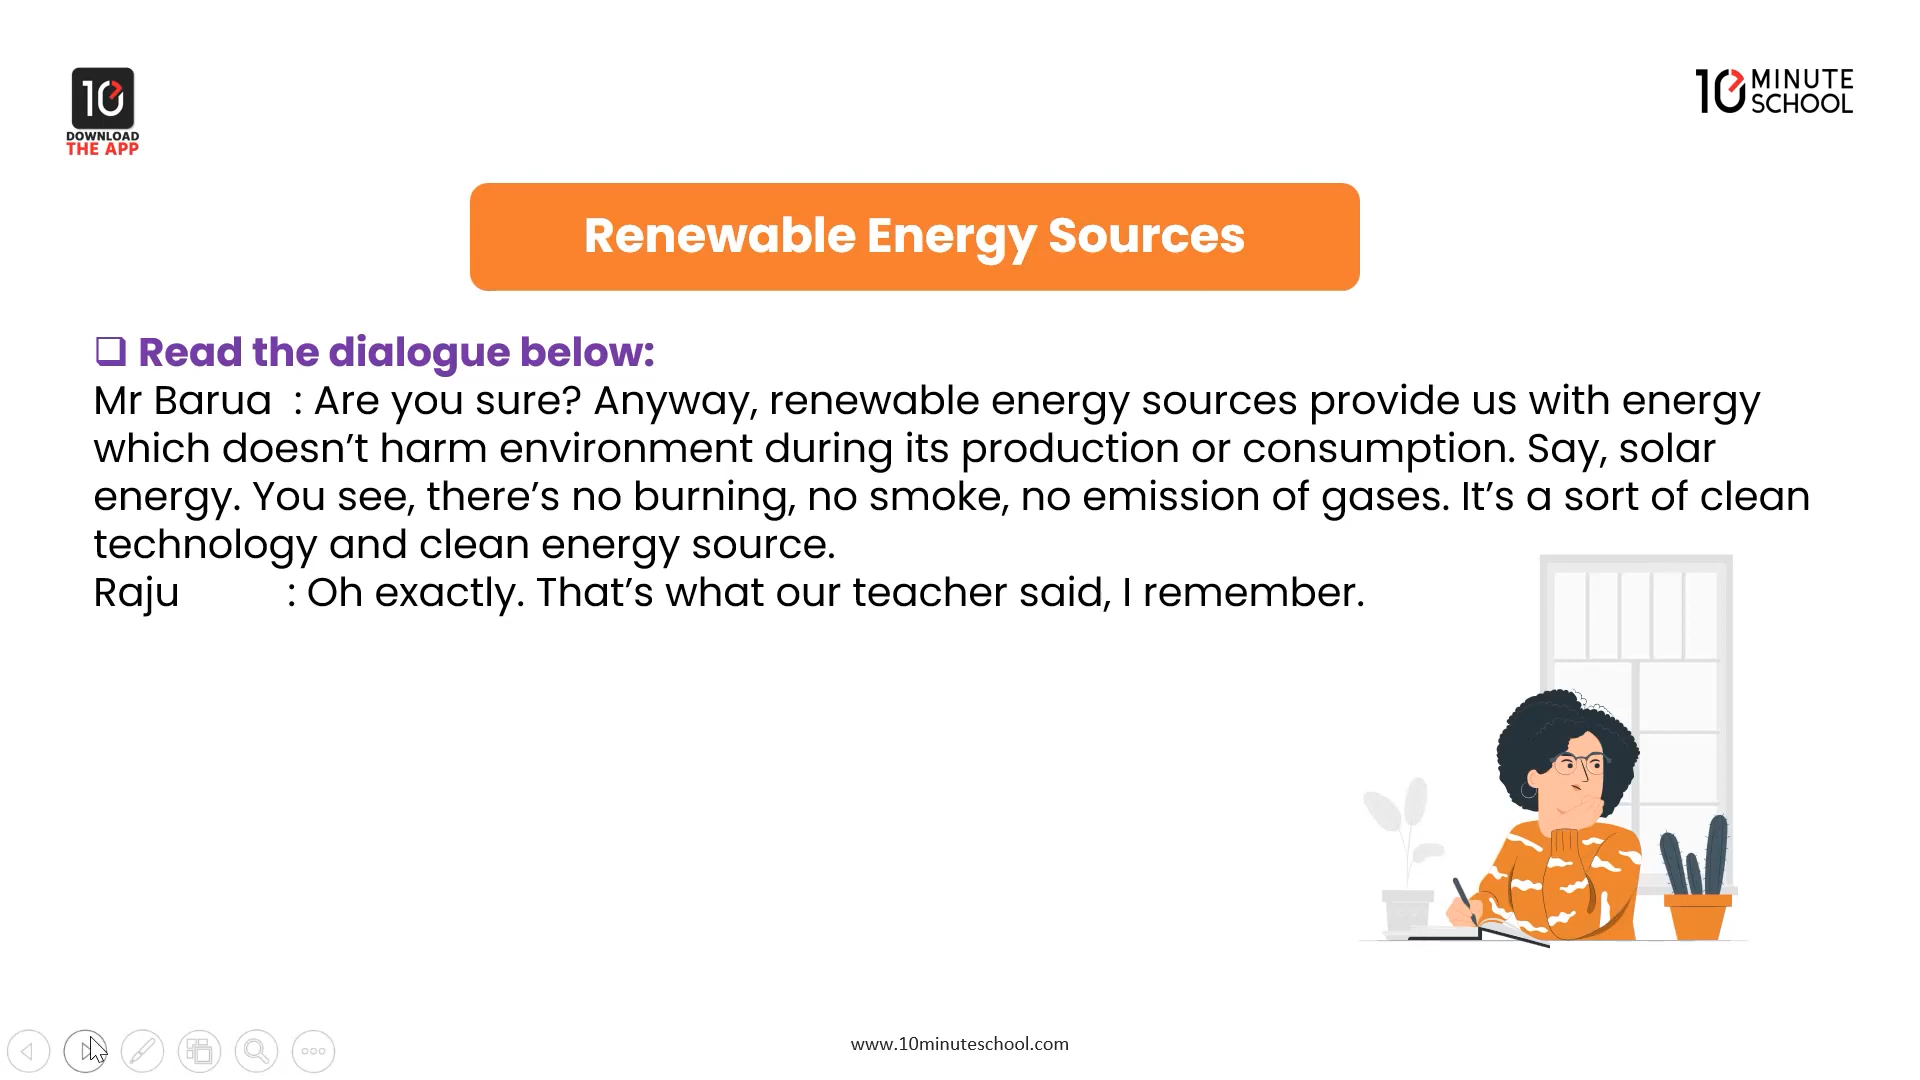 10
DOWNLOAD
THE APP
10 MINUTE
SCHOOL
Renewable Energy Sources
❑ Read the dialogue below:
Mr Barua : Are you sure? Anyway, renewable energy sources provide us with energy
which doesn’t harm environment during its production or consumption. Say, solar
energy. You see, there’s no burning, no smoke, no emission of gases. It’s a sort of clean
technology and clean energy source.
Raju : Oh exactly. That’s what our teacher said, I remember.
www.10minuteschool.com